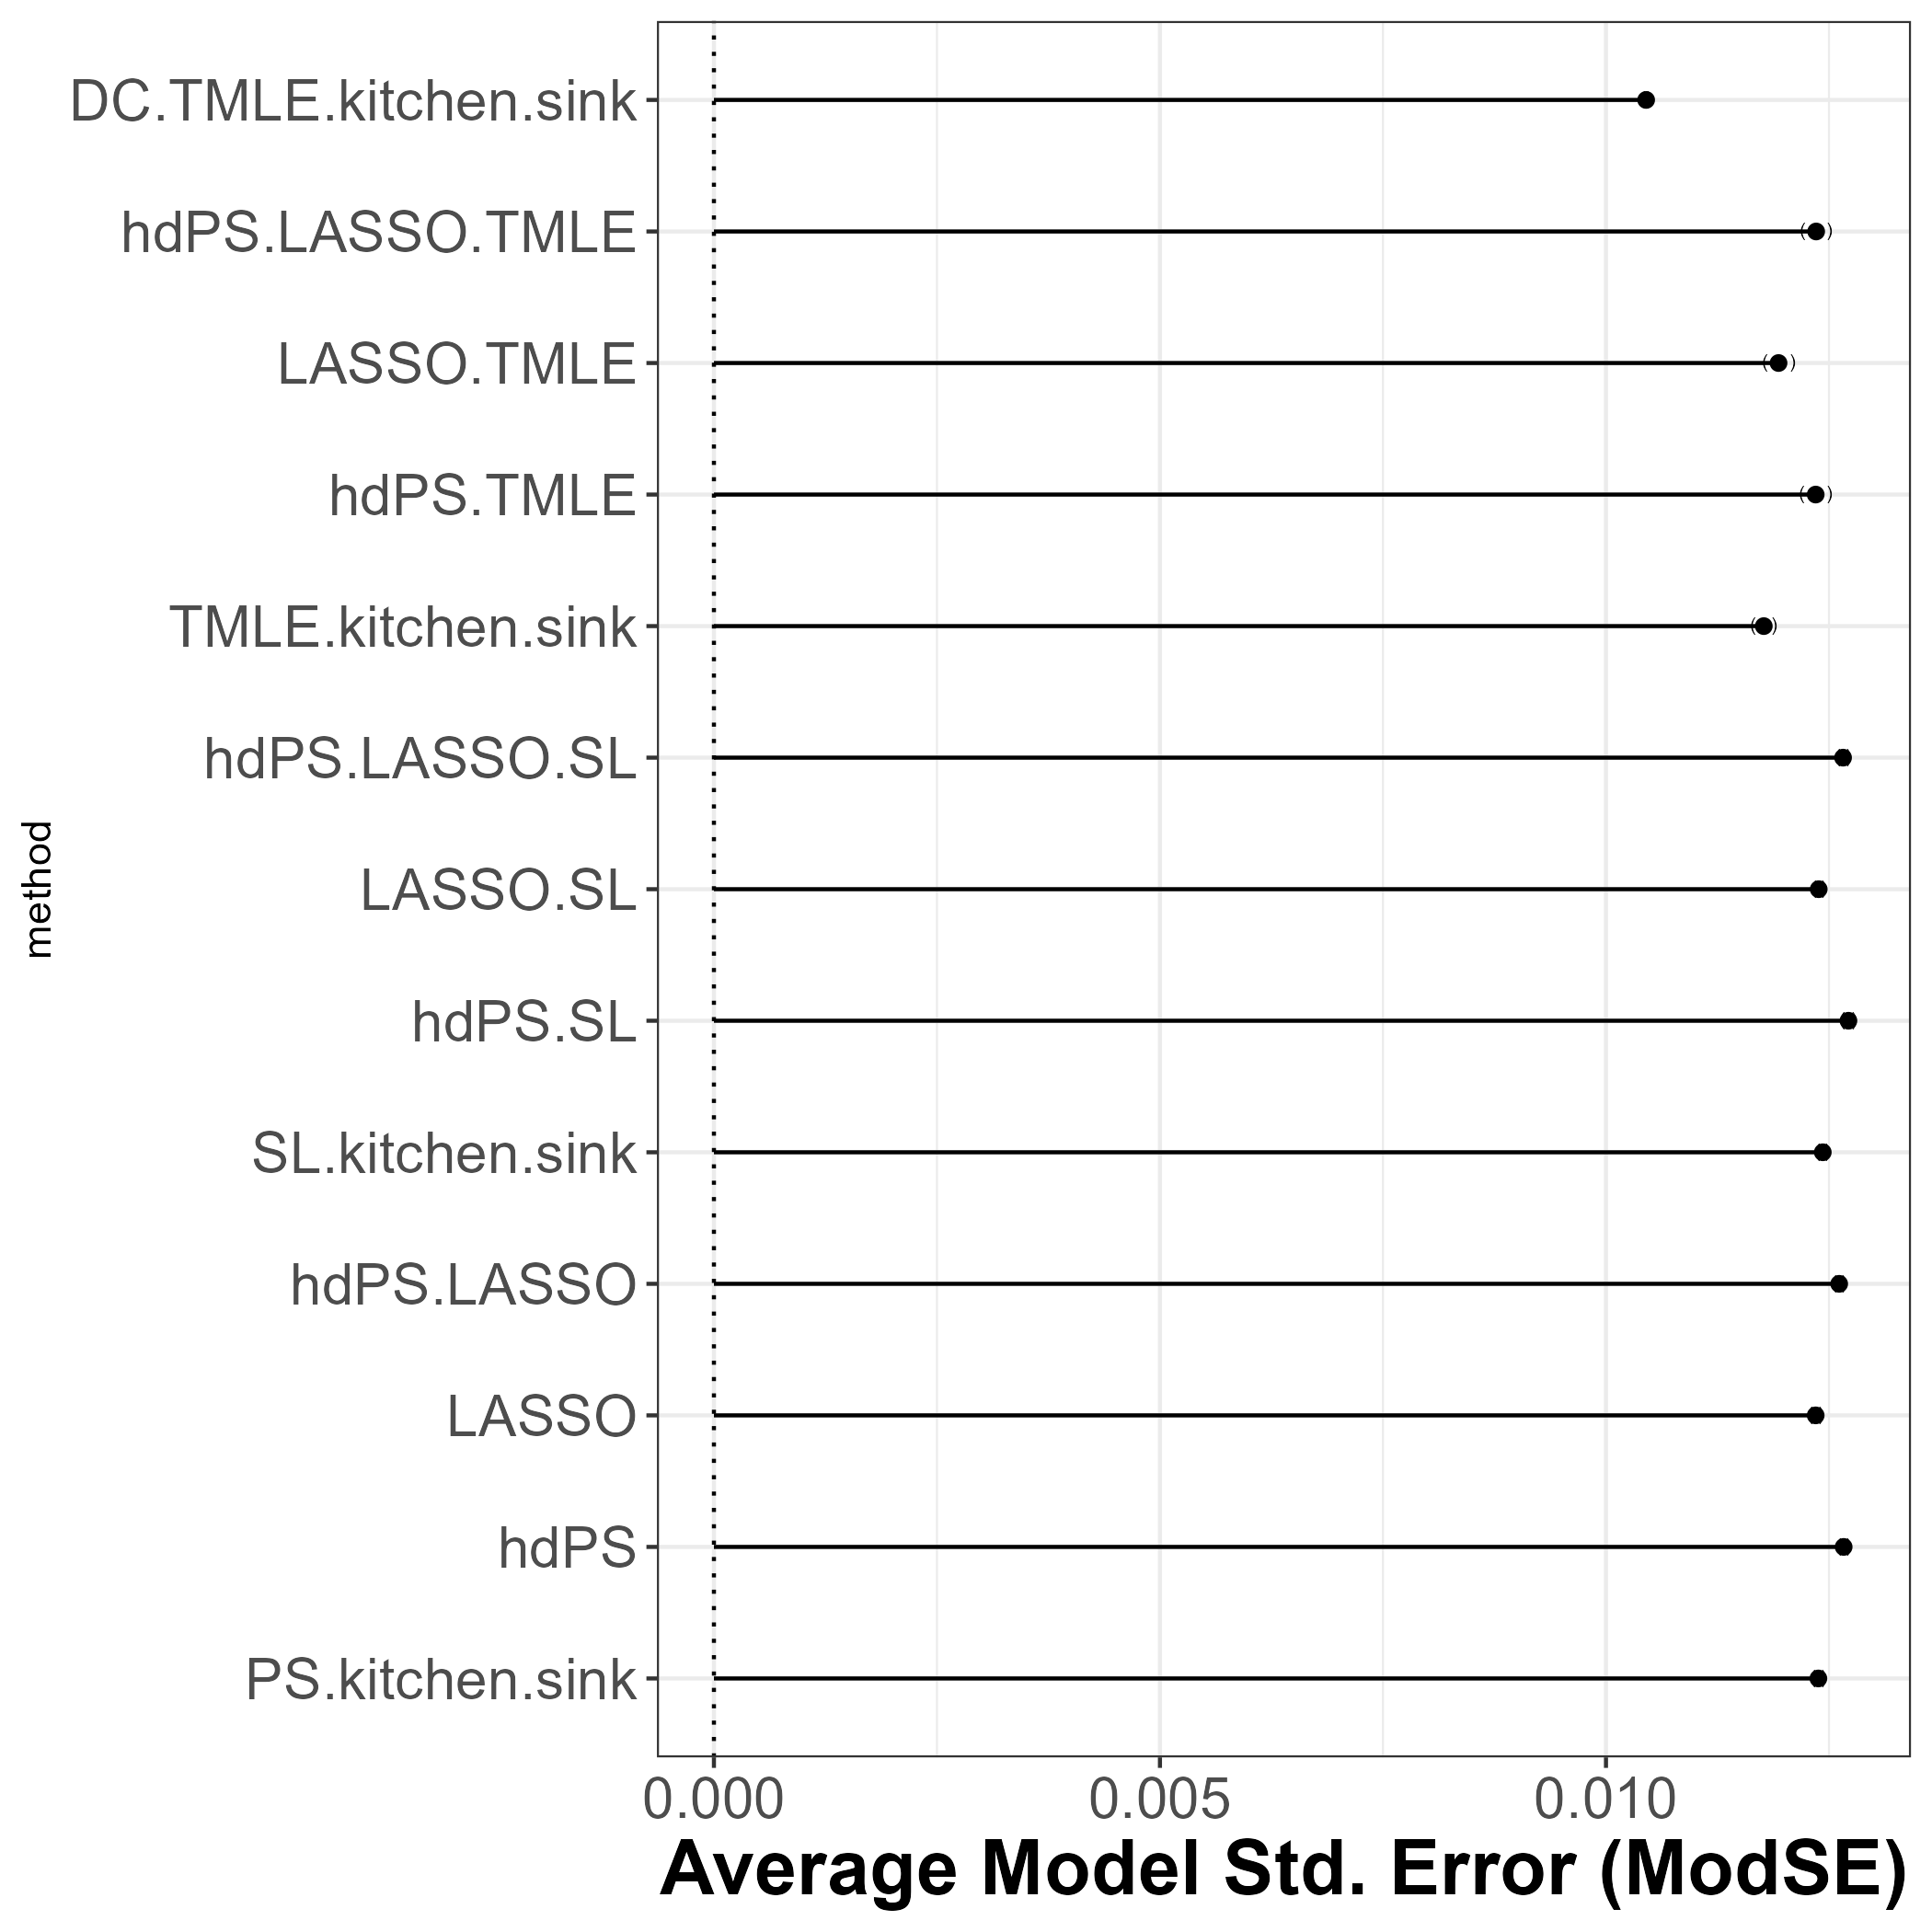 DC.TMLE.kitchen.sink
hdPS.LASSO.TMLE
LASSO.TMLE
hdPS.TMLE
TMLE.kitchen.sink
hdPS.LASSO.SL
LASSO.SL
hdPS.SL
SL.kitchen.sink
hdPS.LASSO
LASSO
hdPS
PS.kitchen.sink
method
0.000 0.005 0.010
Average Model Std. Error (ModSE)